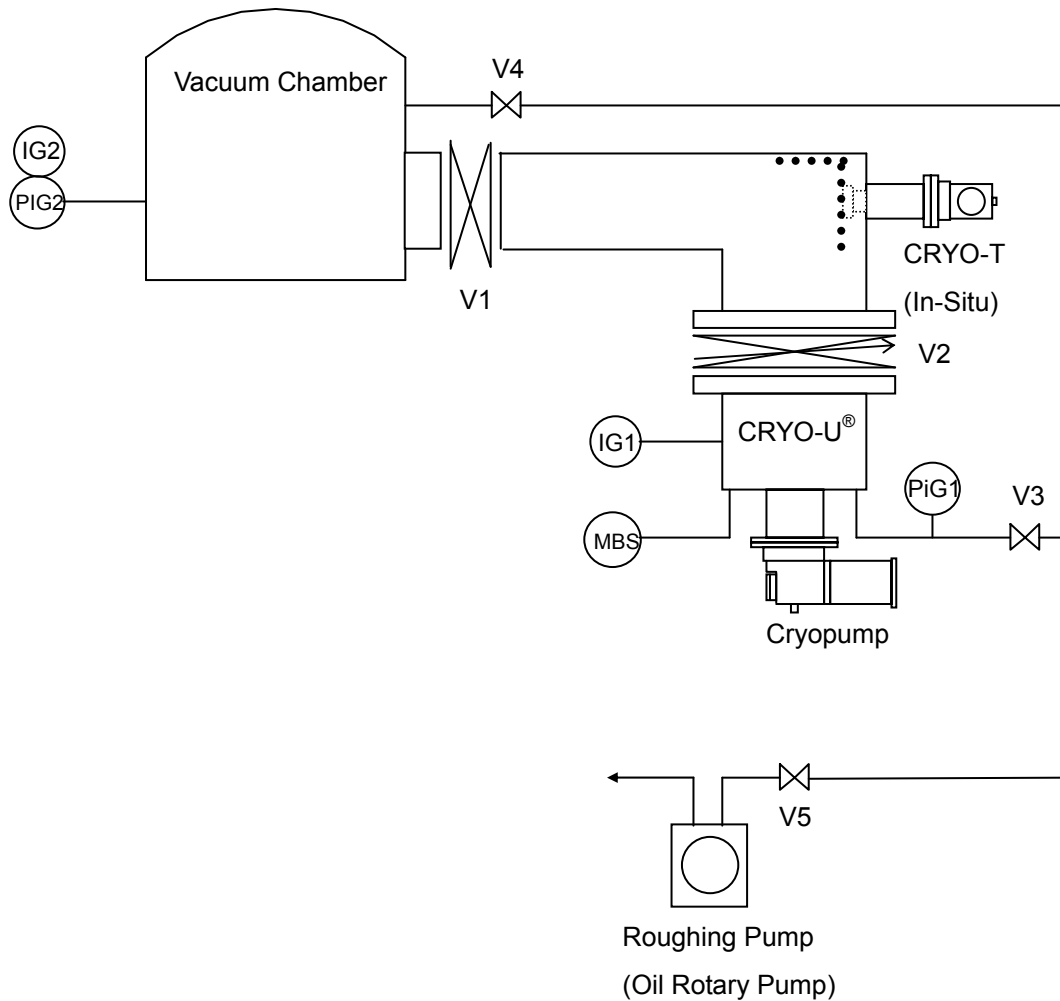 V4
Vacuum Chamber
IG2
PIG2
CRYO-T
(In-Situ)
V1
V2
CRYO-U®
IG1
PiG1
V3
MBS
Cryopump
V5
Roughing Pump
(Oil Rotary Pump)